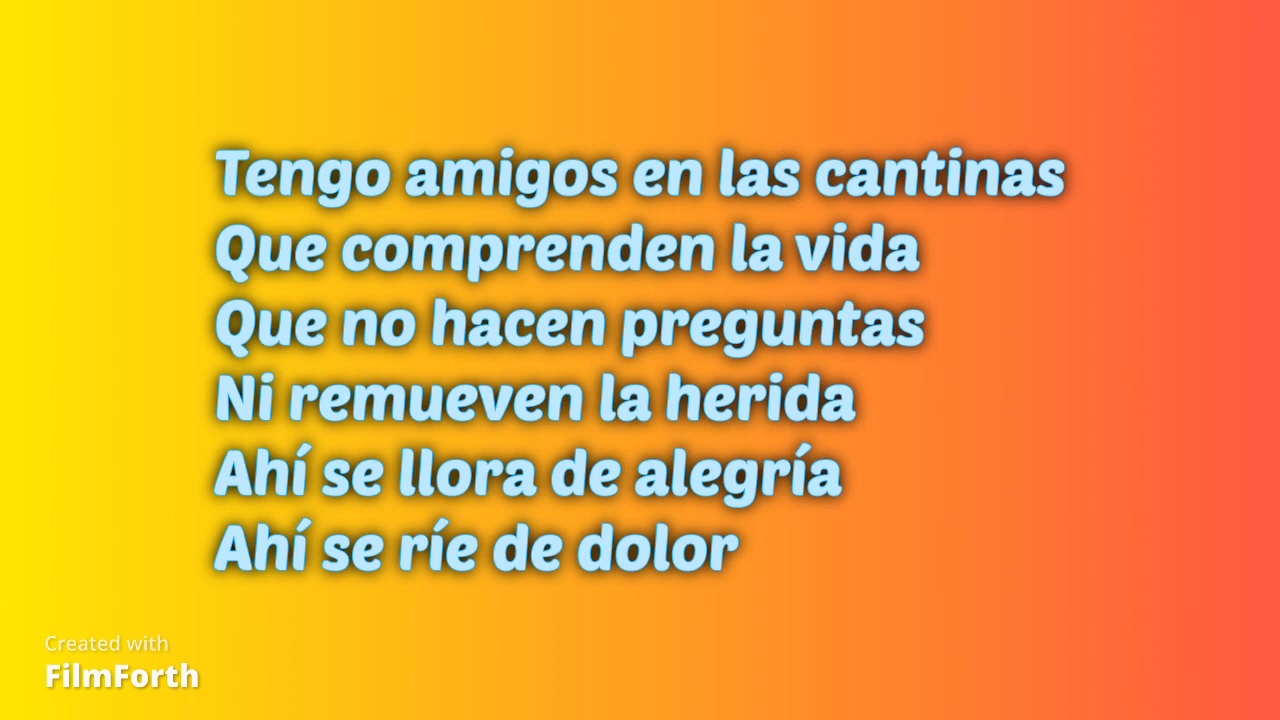 Tengo amigos en las cantinas
Que comprenden la vida
Que no hacen preguntas
Ni remueven la herida
Ahí se llora de alegría
Ahí se ríe de dolor
Created with
FilmForth